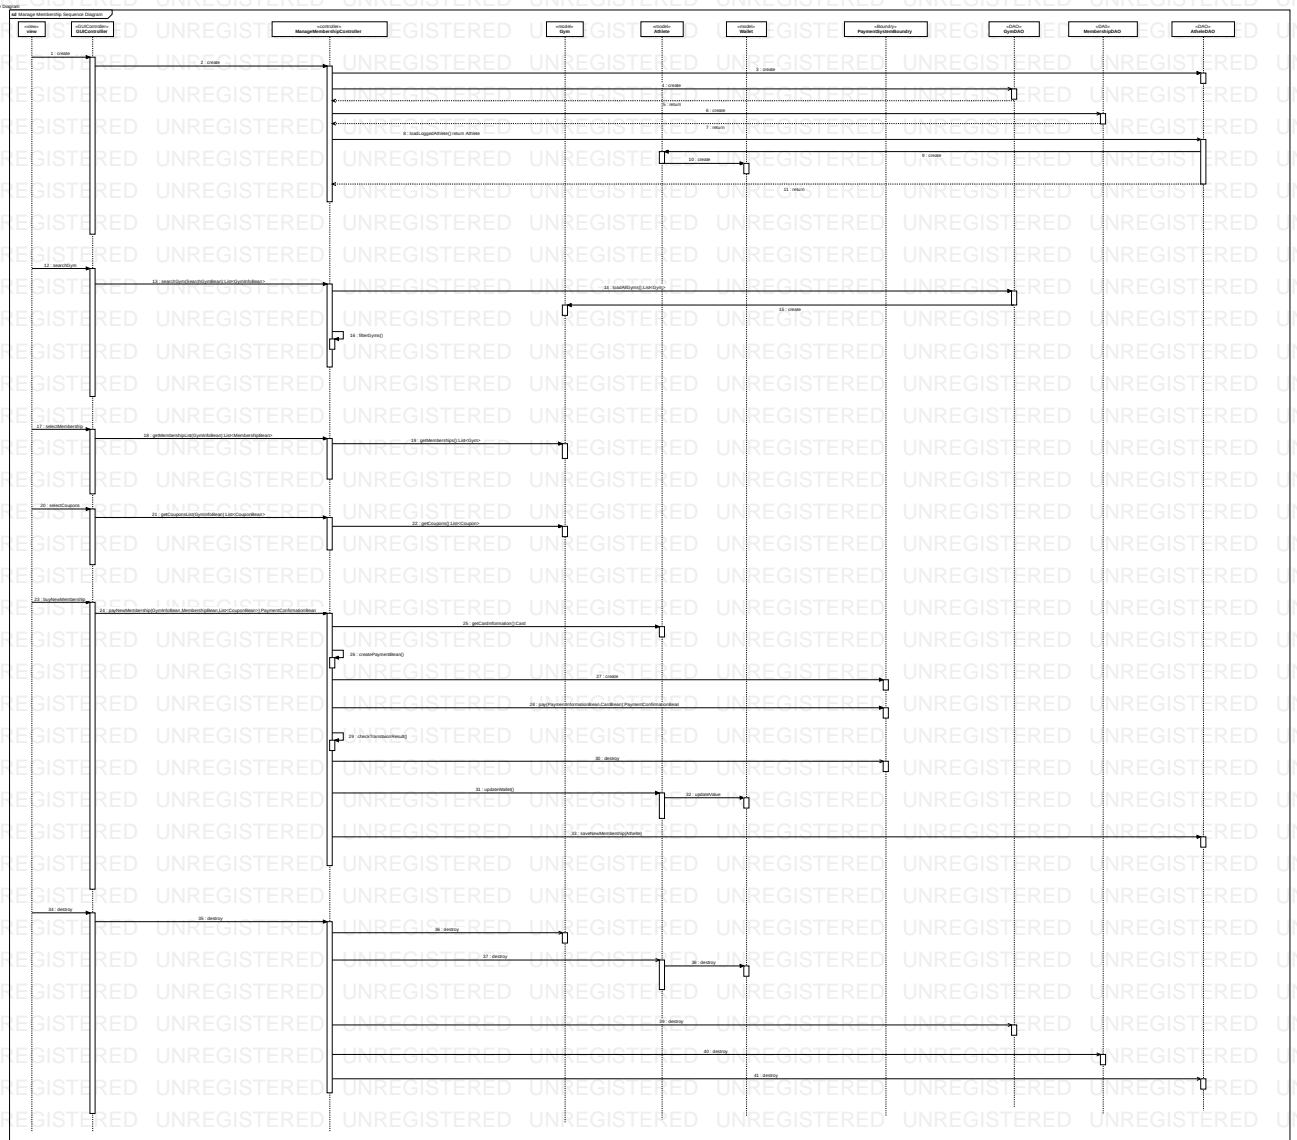 Diagram
sd Manage Membership Sequence Diagram
«view»
view
«GUIController»
GUIController
«controller»
ManageMembershipController
«model»
Gym
«model»
Athlete
«model»
Wallet
«Boundry»
PaymentSystemBoundry
«DAO»
GymDAO
«DAO»
MembershipDAO
«DAO»
AtheleDAO
1 : create
2 : create
3 : create
4 : create
5 : return
6 : create
7 : return
8 : loadLoggedAthlete():return Athlete
9 : create
10 : create
11 : return
12 : searchGym
13 : searchGym(SearchGymBean):List<GymInfoBean>
14 : loadAllGyms():List<Gym>
15 : create
16 : filterGyms()
17 : selectMembership
18 : getMembershipList(GymInfoBean):List<MembershipBean>
19 : getMemberships():List<Gym>
20 : selectCoupons
21 : getCouponsList(GymInfoBean):List<CouponBean>
22 : getCoupons():List<Coupon>
23 : buyNewMembership
24 : payNewMembership(GymInfoBean,MembershipBean,List<CouponBean>):PaymentConfirmationBean
25 : getCardInformation():Card
26 : createPaymentBean()
27 : create
28 : pay(PaymentInformationBean,CardBean):PaymentConfirmationBean
29 : checkTranstaionResult()
30 : destroy
31 : updateWallet()
32 : updateValue
33 : saveNewMembership(Athlete)
34 : destroy
35 : destroy
36 : destroy
37 : destroy
38 : destroy
39 : destroy
40 : destroy
41 : destroy
UNREGISTERED